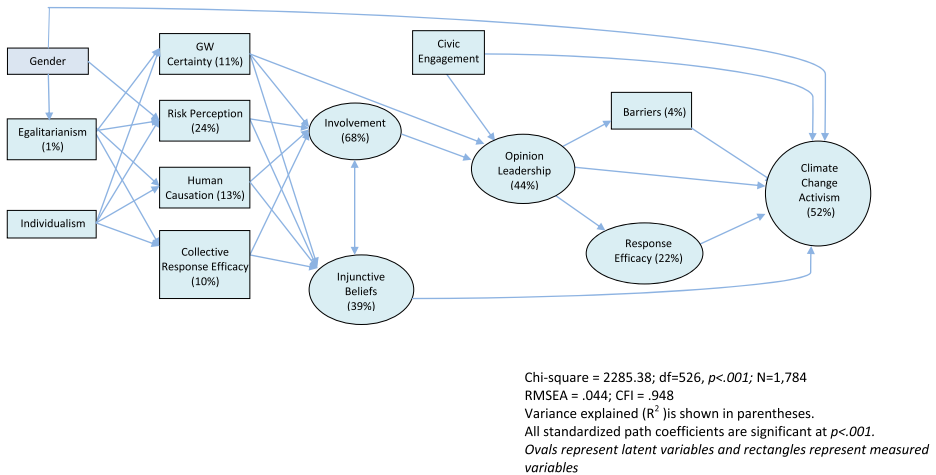 Gender
Egalitarianism
(1%)
Individualism
GW
Certainty (11%)
Risk Perception
(24%)
Human
Causation (13%)
Collective
Response Efficacy
(10%)
Involvement
(68%)
Injunctive
Beliefs
(39%)
Civic
Engagement
Opinion
Leadership
(44%)
Barriers (4%)
Response
Efficacy (22%)
Climate
Change
Activism
(52%)
Chi-square = 2285.38; df=526, p<.001; N=1,784
RMSEA = .044; CFI = .948
Variance explained (R² )is shown in parentheses.
All standardized path coefficients are significant at p<.001.
Ovals represent latent variables and rectangles represent measured
variables